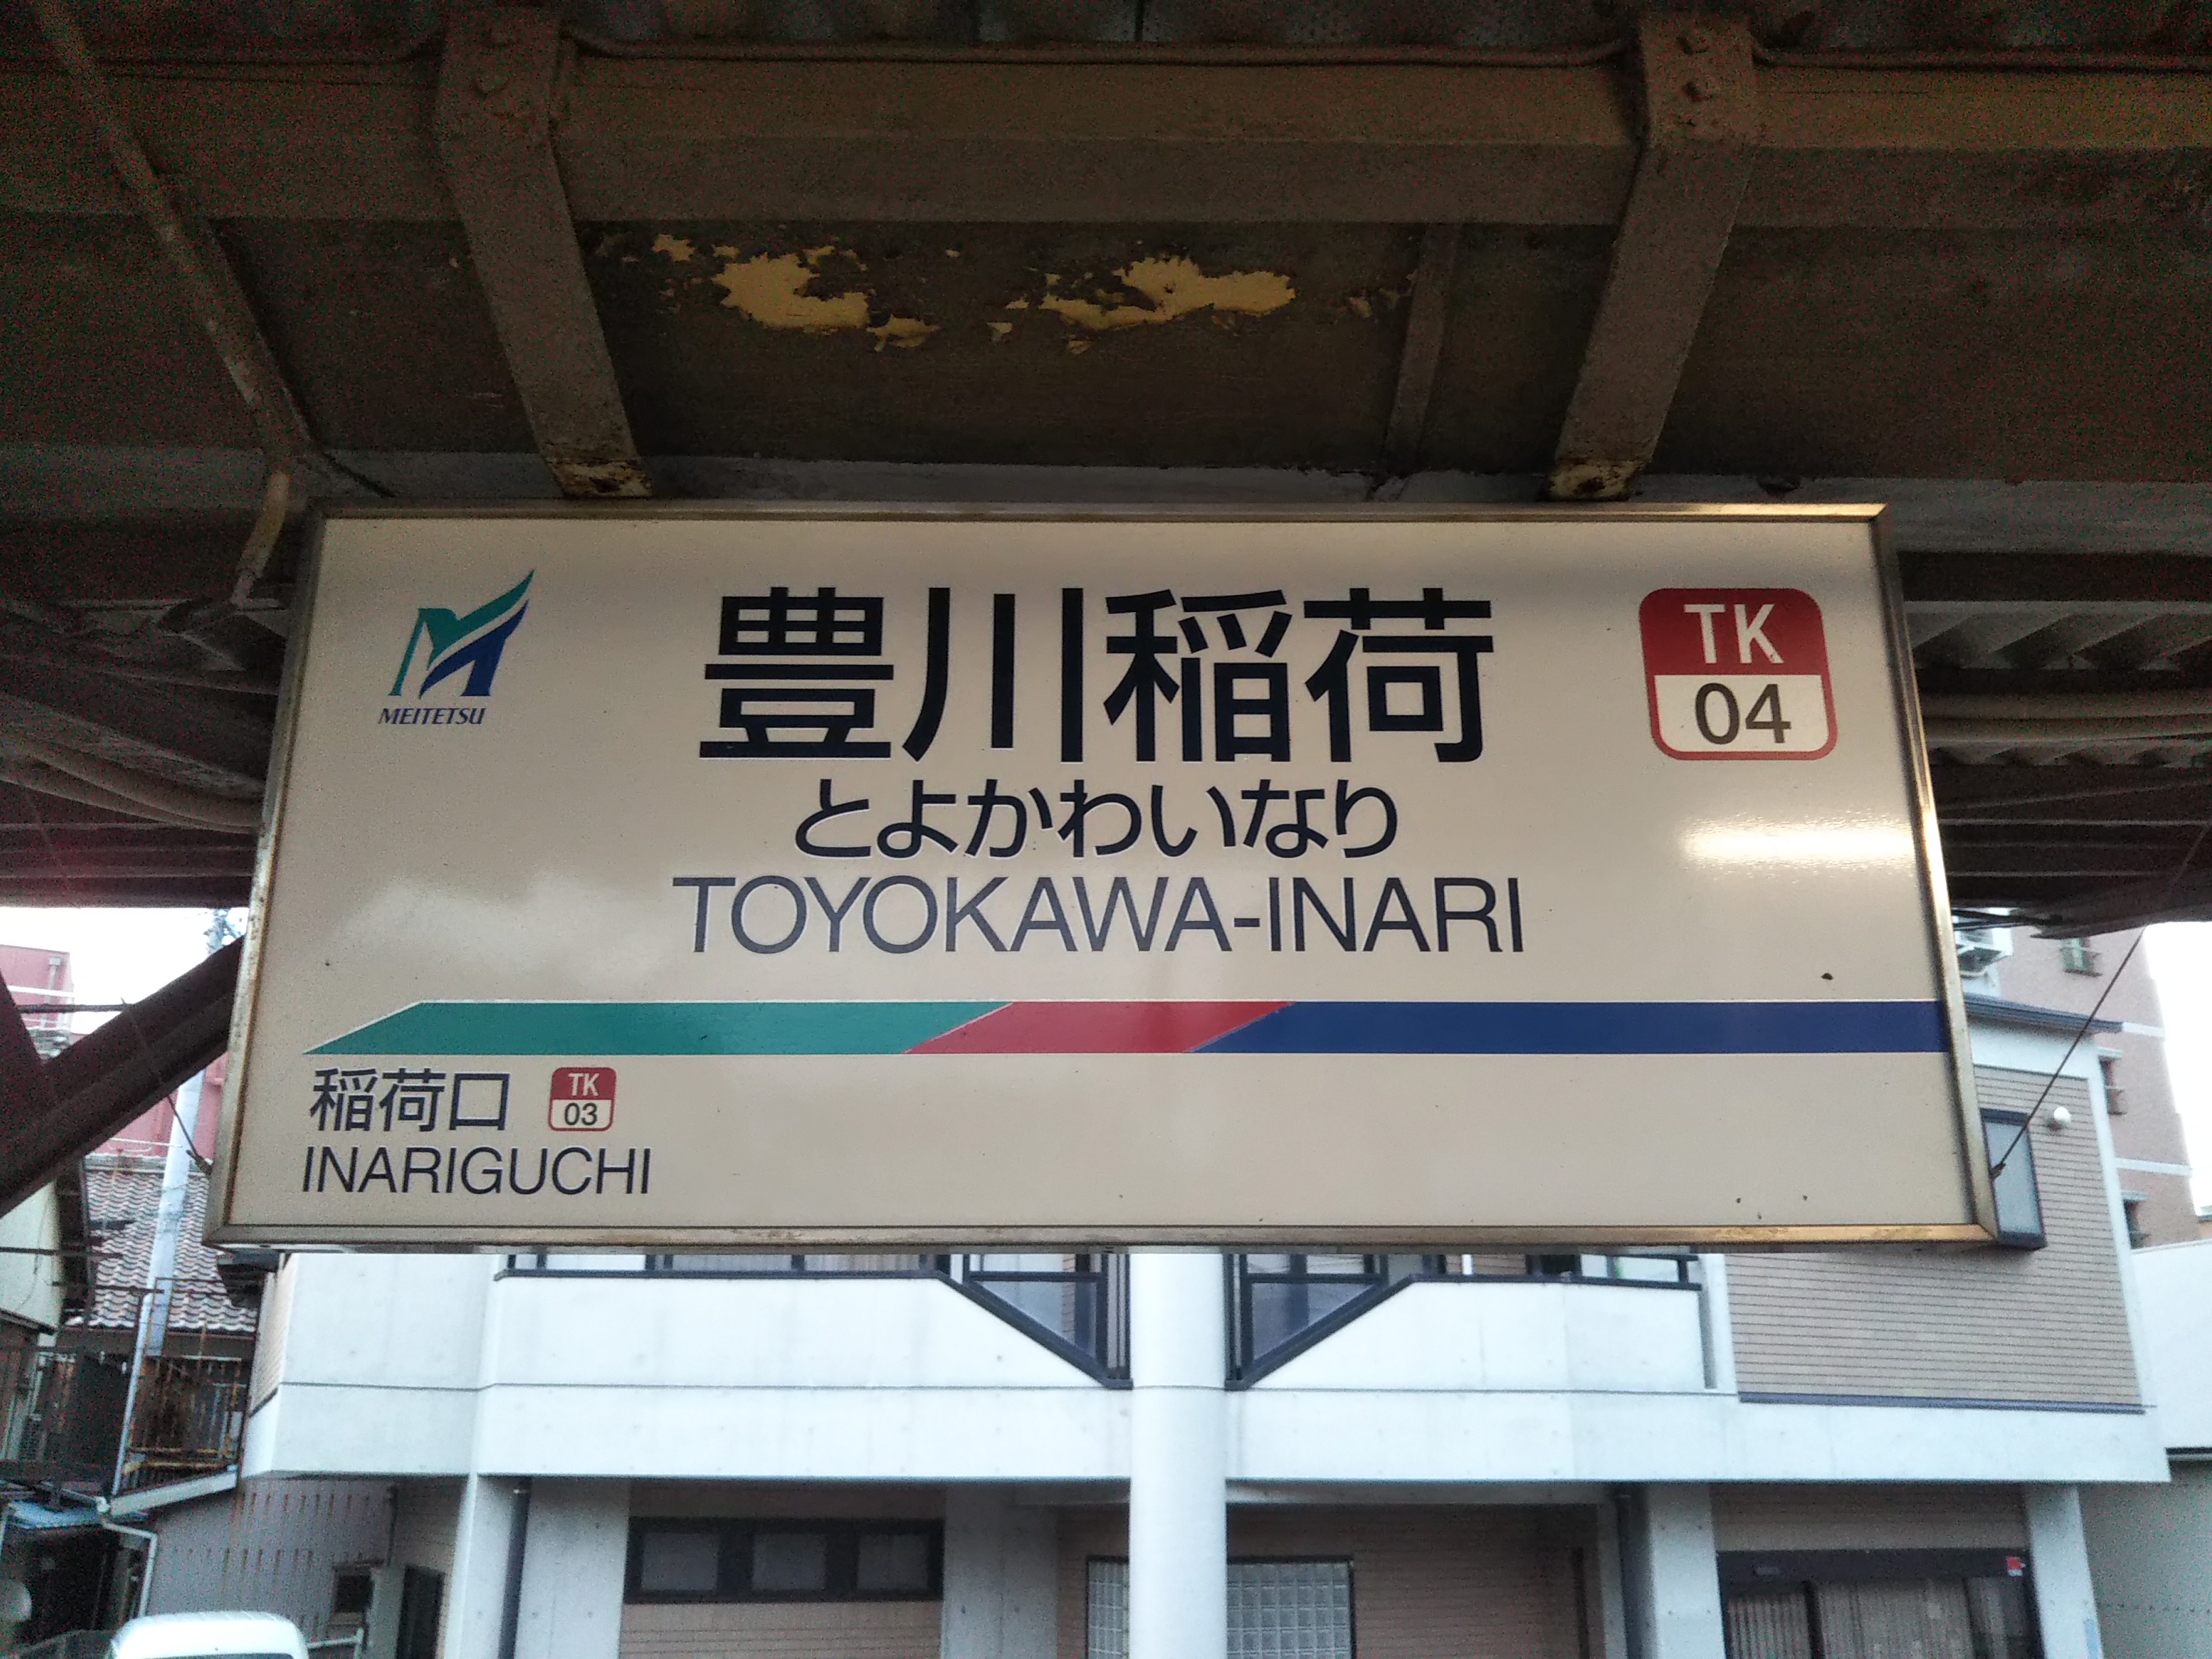 MEITETSU
豊川稲荷
とよかわいなり
TOYOKAWA-INARI
TK
04
稲荷口
TK
03
INARIGUCHI